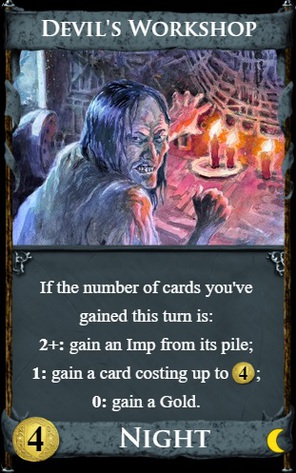 DEVIL'S WORKSHOP
If the number of cards you've
gained this turn is:
2+: gain an Imp from its pile;
1: gain a card costing up to 4;
0: gain a Gold.
4 NIGHT